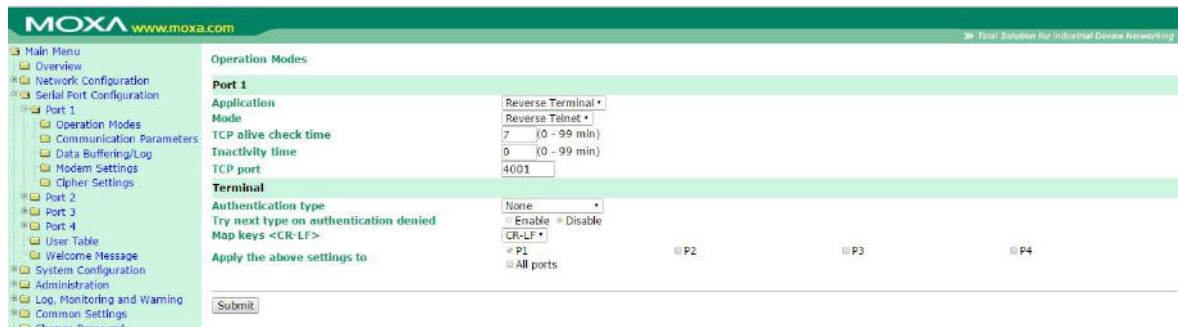 MOXA www.moxa.com
Total Solution for Industrial Device Networking
Main Menu
Overview
Network Configuration
Serial Port Configuration
Port 1
Operation Modes
Communication Parameters
Data Buffering/Log
Modem Settings
Cipher Settings
Port 2
Port 3
Port 4
User Table
Welcome Message
System Configuration
Administration
Log, Monitoring and Warning
Common Settings
Change Password
Operation Modes
Port 1
Application Reverse Terminal
Mode Reverse Telnet
TCP alive check time 7 (0 - 99 min)
Inactivity time 0 (0 - 99 min)
TCP port 4001
Terminal
Authentication type None
Try next type on authentication denied Enable Disable
Map keys <CR-LF> CR-LF
Apply the above settings to P1 P2 P3 P4
All ports
Submit